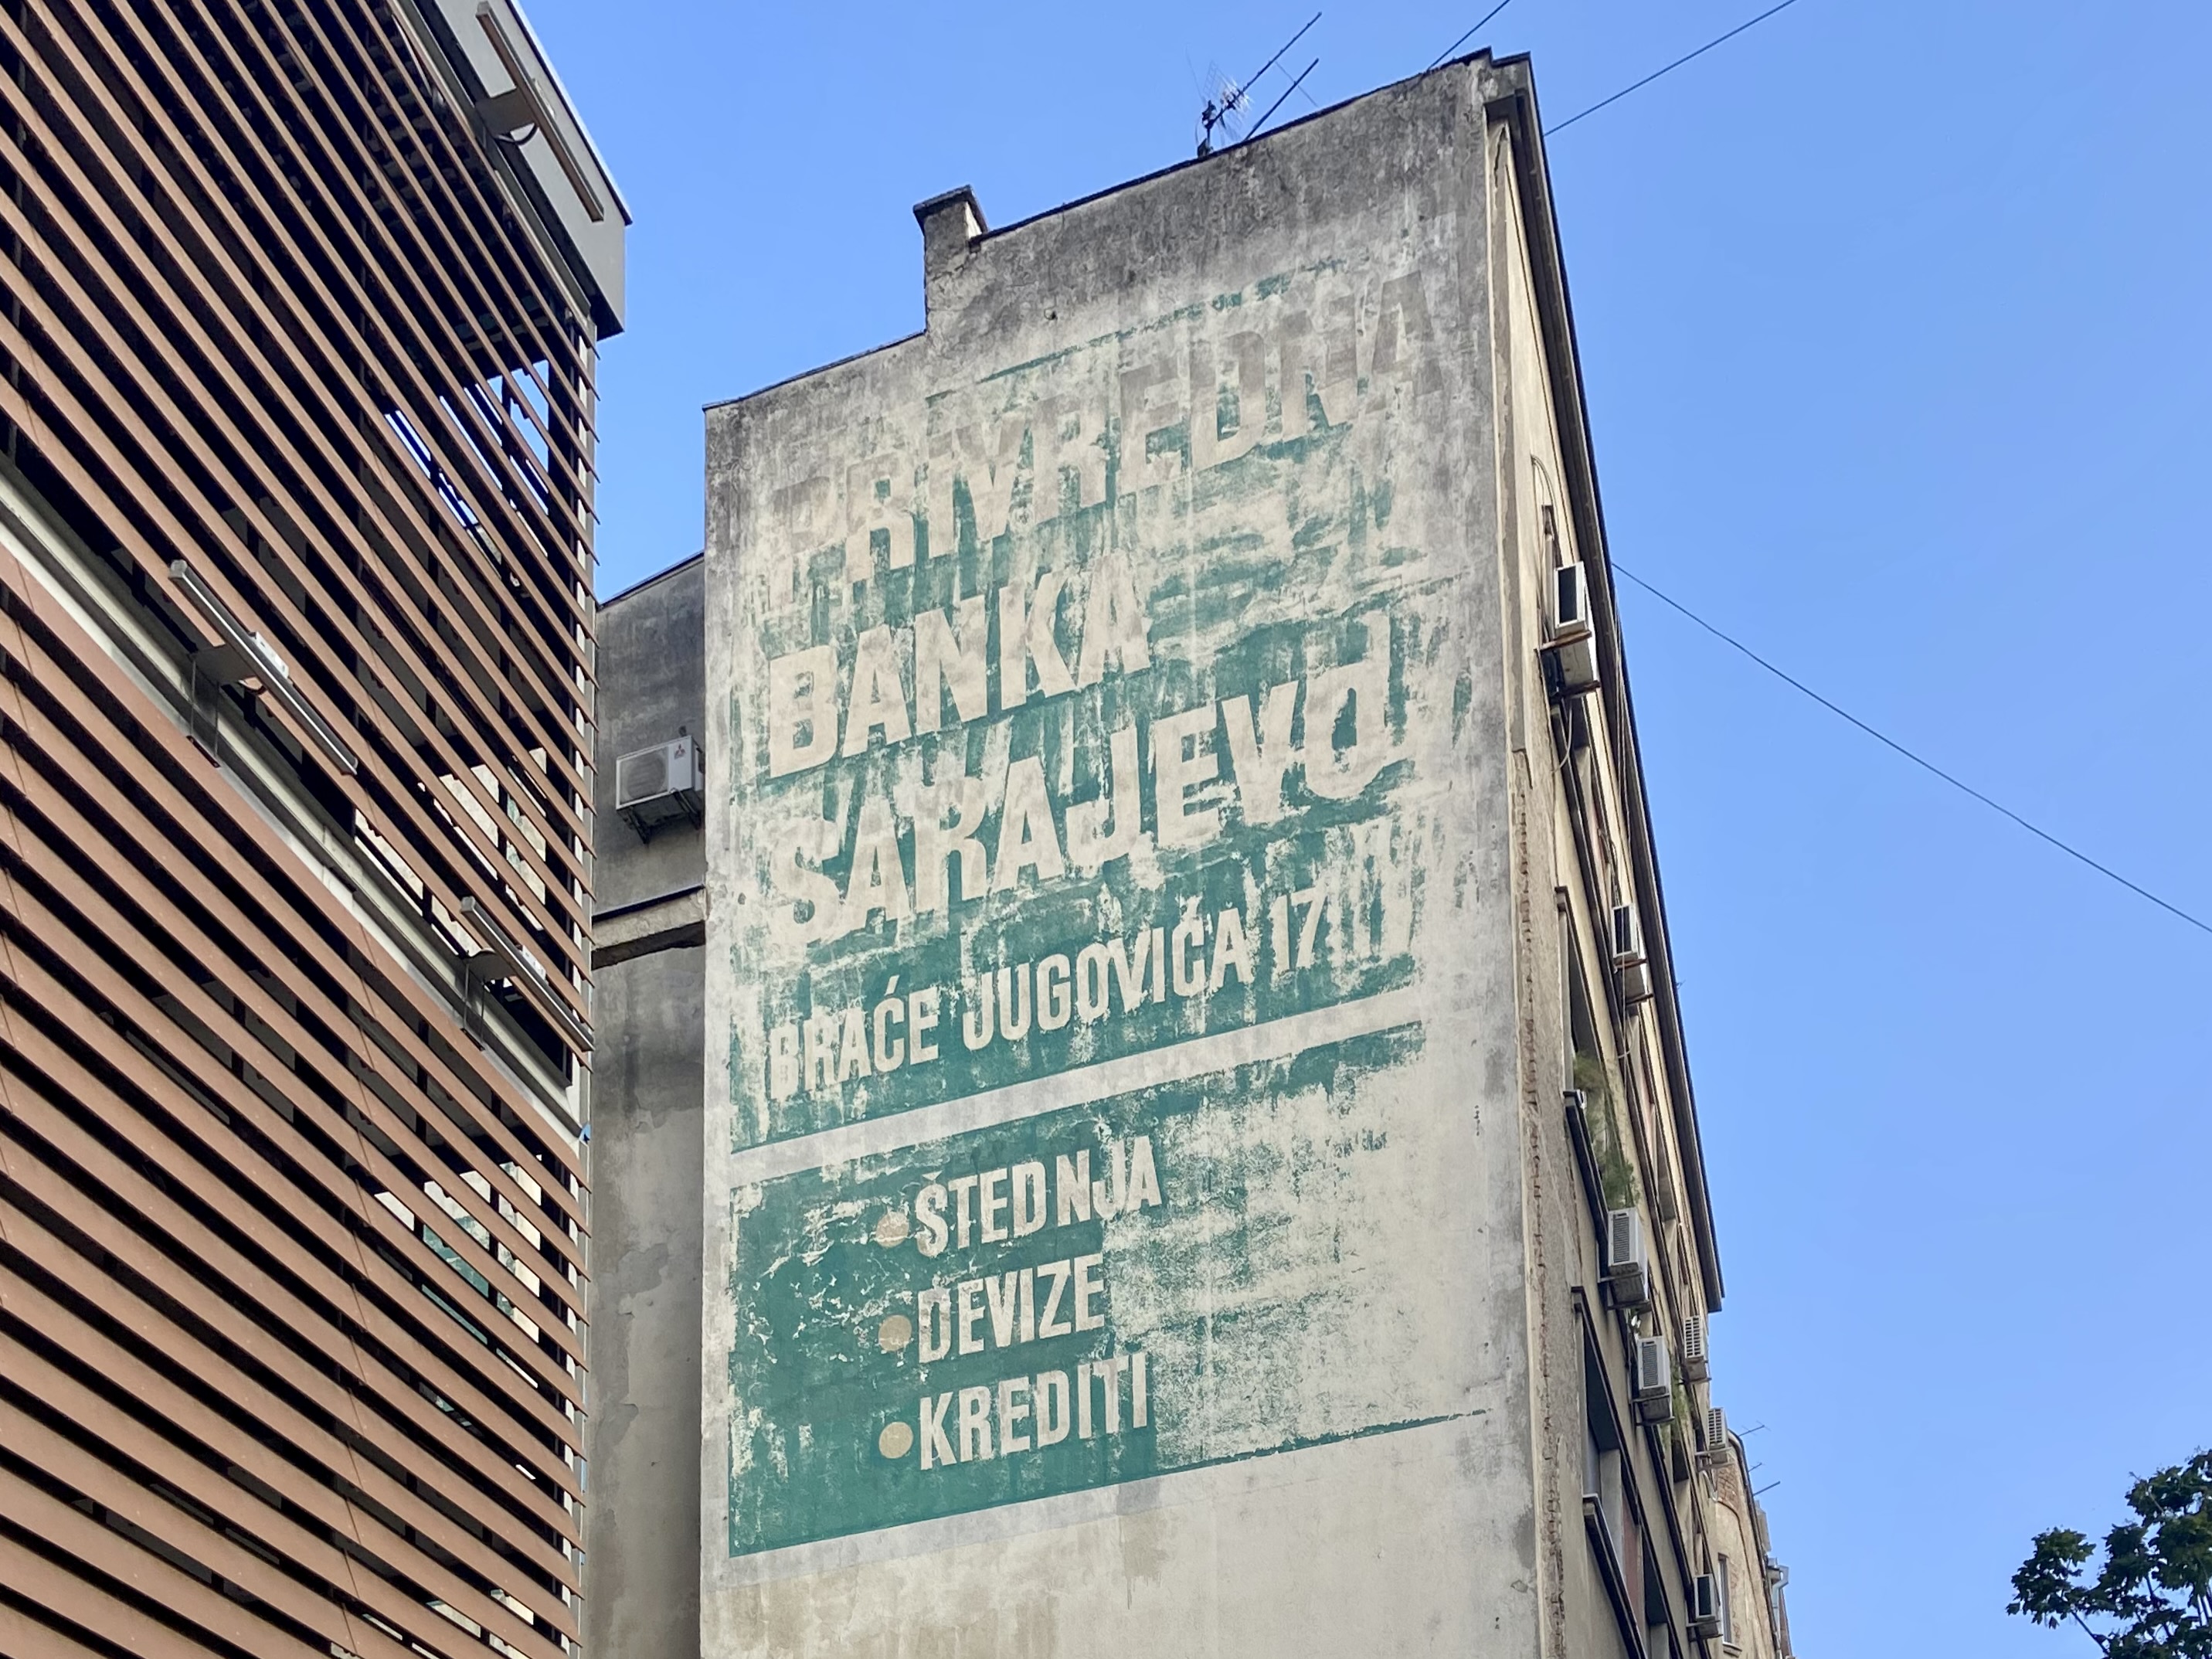 PRIVREDNA
BANKA
SARAJEVO
BRAĆE JUGOVIĆA 17
ŠTEDNJA
DEVIZE
KREDITI